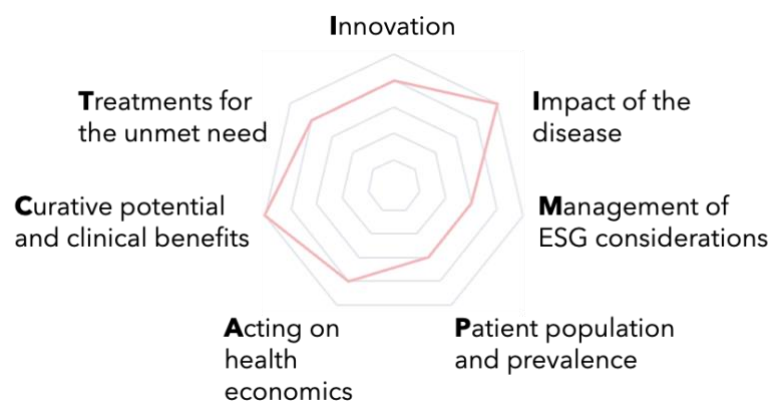 Innovation
Impact of the
disease
Management of
ESG considerations
Patient population
and prevalence
Acting on
health
economics
Curative potential
and clinical benefits
Treatments for
the unmet need